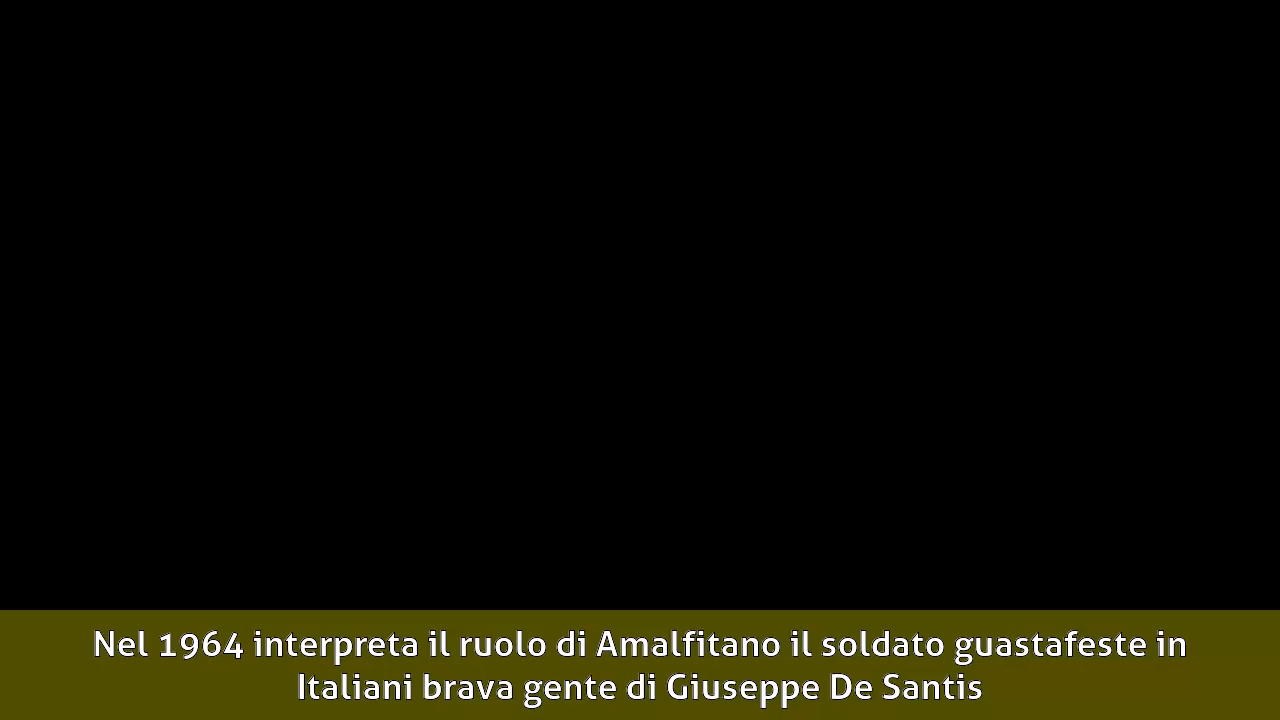 Nel 1964 interpreta il ruolo di Amalfitano il soldato guastafeste in
Italiani brava gente di Giuseppe De Santis